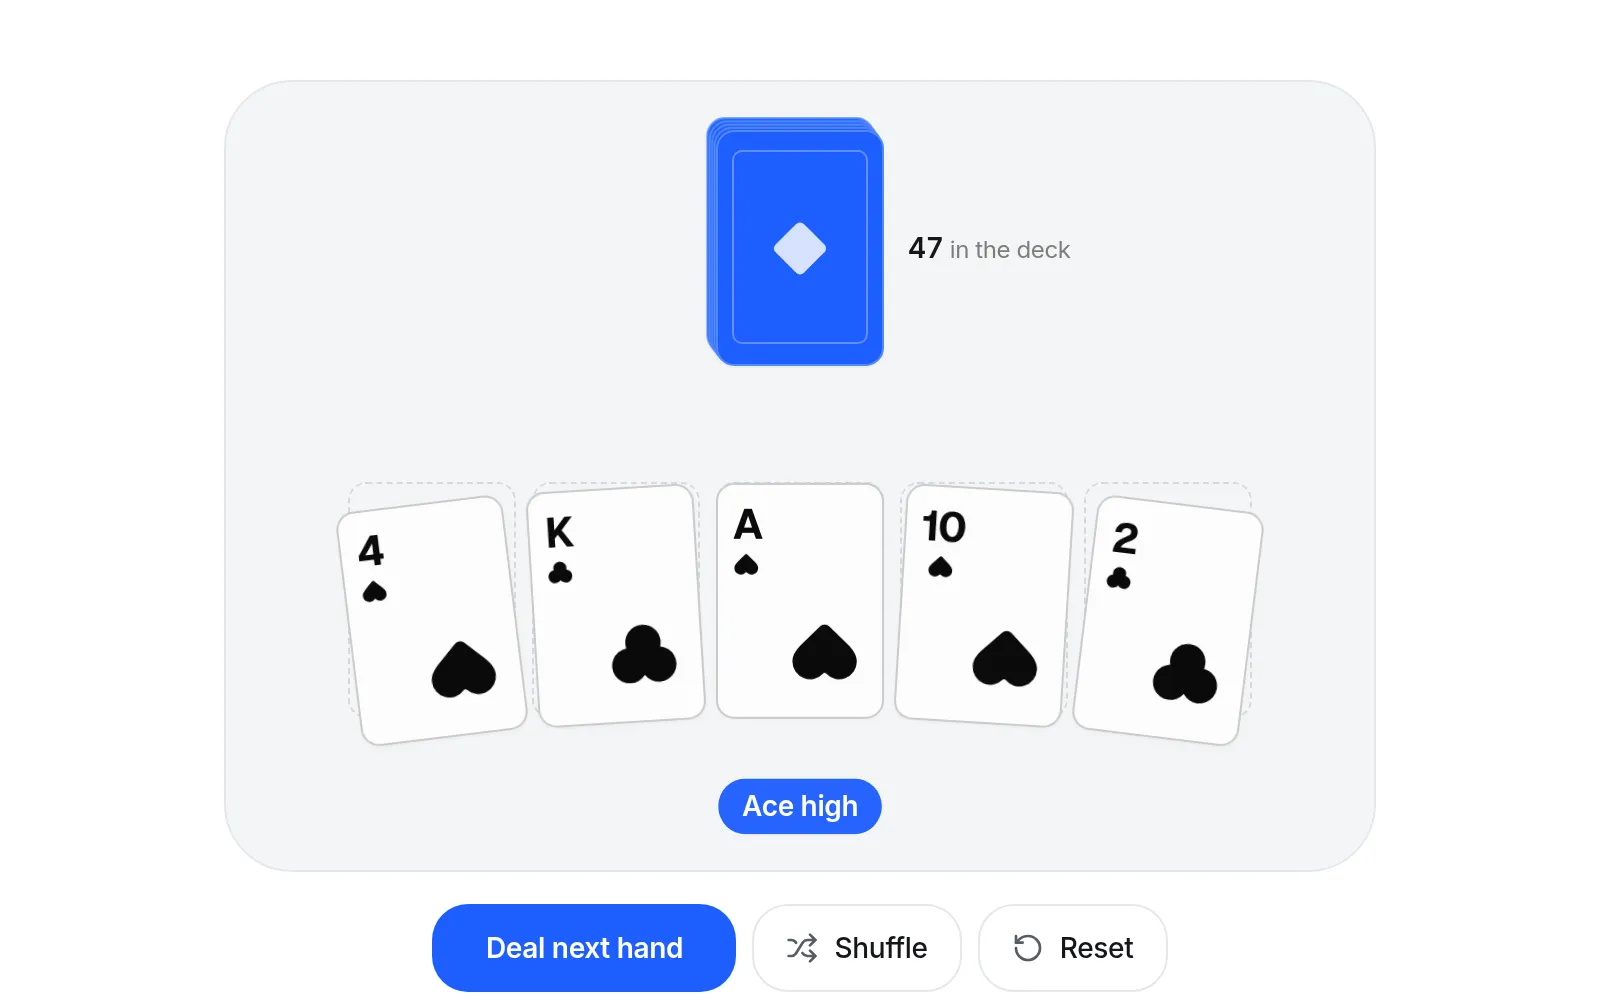 47 in the deck
4
K
A
10
2
Ace high
Deal next hand
Shuffle
Reset